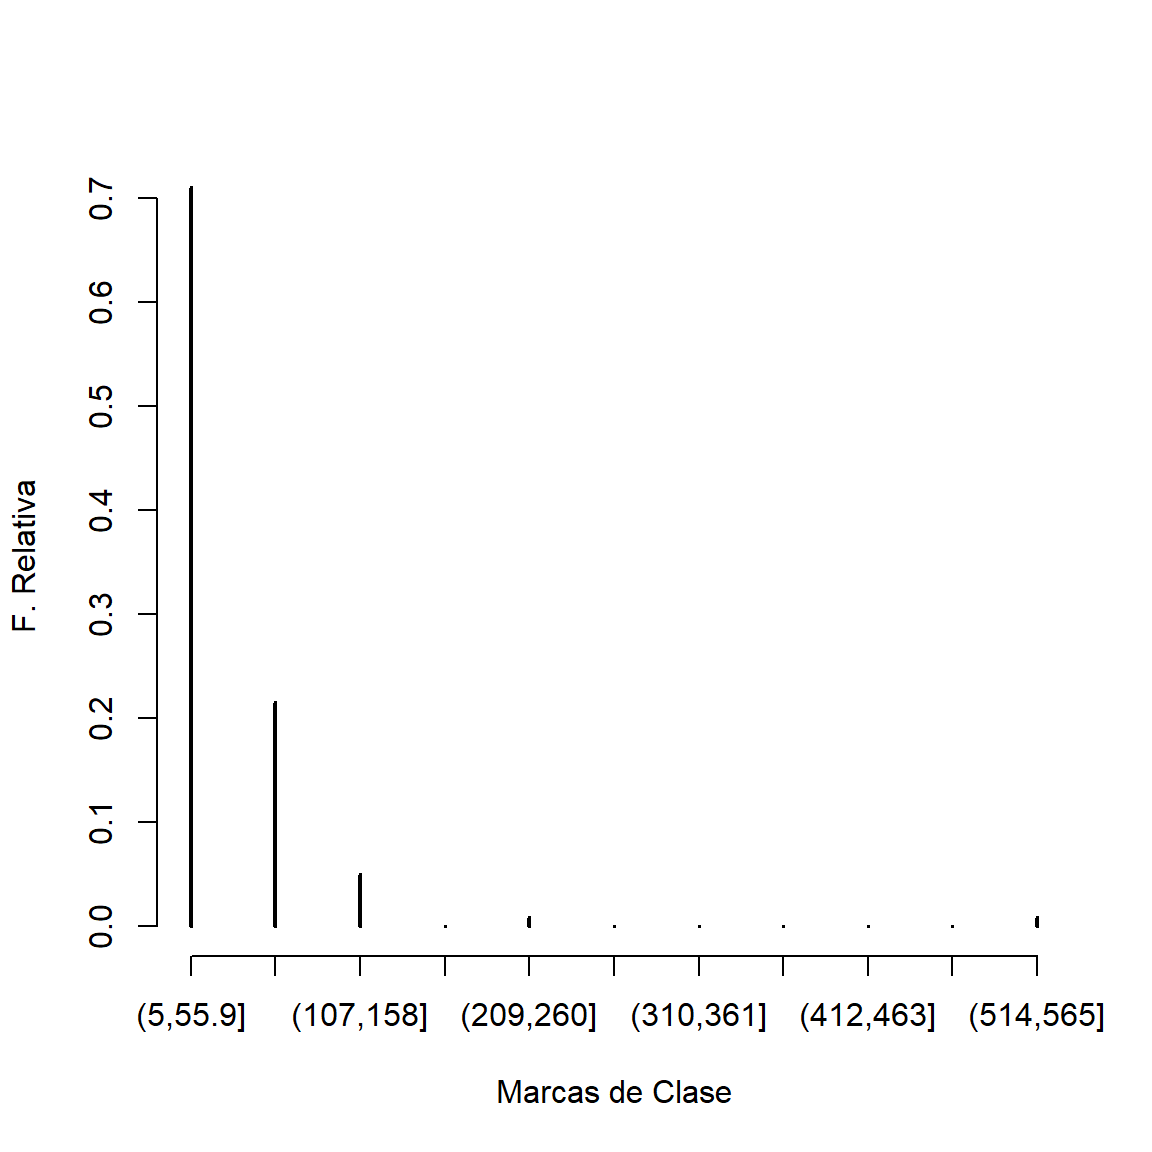 0.7
0.6
0.5
0.4
0.3
0.2
0.1
0.0
F. Relativa
(5,55.9] (107,158] (209,260] (310,361] (412,463] (514,565]
Marcas de Clase